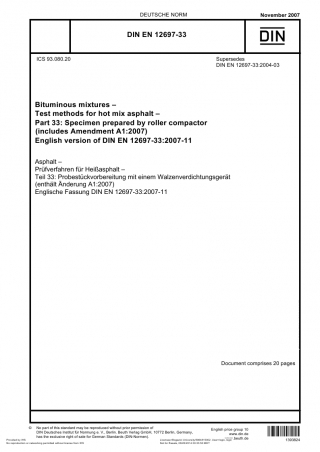 DEUTSCHE NORM
November 2007
DIN EN 12697-33
DIN
ICS 93.080.20
Supersedes
DIN EN 12697-33:2004-03
Bituminous mixtures –
Test methods for hot mix asphalt –
Part 33: Specimen prepared by roller compactor
(includes Amendment A1:2007)
English version of DIN EN 12697-33:2007-11
Asphalt –
Prüfverfahren für Heißasphalt –
Teil 33: Probestückvorbereitung mit einem Walzenverdichtungsgerät
(enthält Änderung A1:2007)
Englische Fassung DIN EN 12697-33:2007-11
Document comprises 20 pages
© No part of this standard may be reproduced without prior permission of
DIN Deutsches Institut für Normung e. V., Berlin. Beuth Verlag GmbH, 10772 Berlin, Germany,
has the exclusive right of sale for German Standards (DIN-Normen).
English price group 10
www.din.de
www.beuth.de